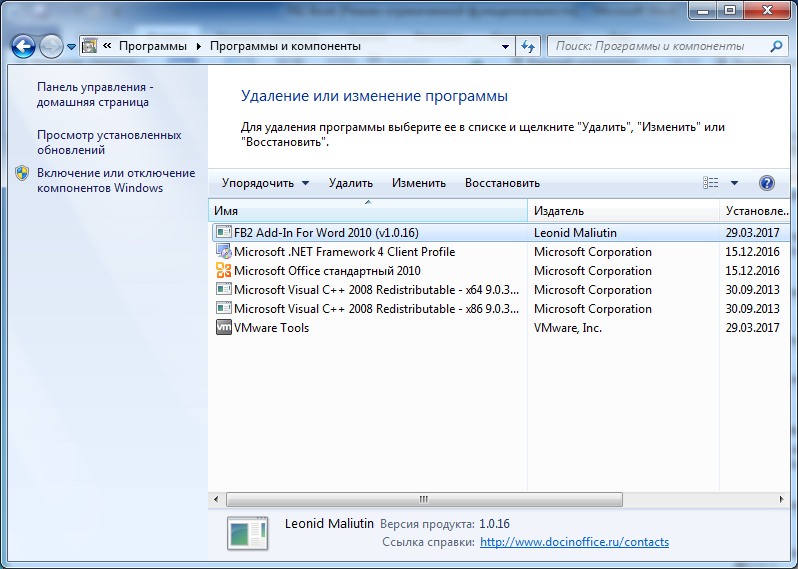 « Программы ▸ Программы и компоненты
Поиск: Программы и компоненты
Панель управления -
домашняя страница
Просмотр установленных
обновлений
Включение или отключение
компонентов Windows
Удаление или изменение программы
Для удаления программы выберите ее в списке и щелкните "Удалить", "Изменить" или
"Восстановить".
Упорядочить Удалить Изменить Восстановить
Имя Издатель Установле...
FB2 Add-In For Word 2010 (v1.0.16) Leonid Maliutin 29.03.2017
Microsoft .NET Framework 4 Client Profile Microsoft Corporation 15.12.2016
Microsoft Office стандартный 2010 Microsoft Corporation 15.12.2016
Microsoft Visual C++ 2008 Redistributable - x64 9.0.3... Microsoft Corporation 30.09.2013
Microsoft Visual C++ 2008 Redistributable - x86 9.0.3... Microsoft Corporation 30.09.2013
vm VMware Tools VMware, Inc. 29.03.2017
Leonid Maliutin Версия продукта: 1.0.16
Ссылка справки: http://www.docinoffice.ru/contacts